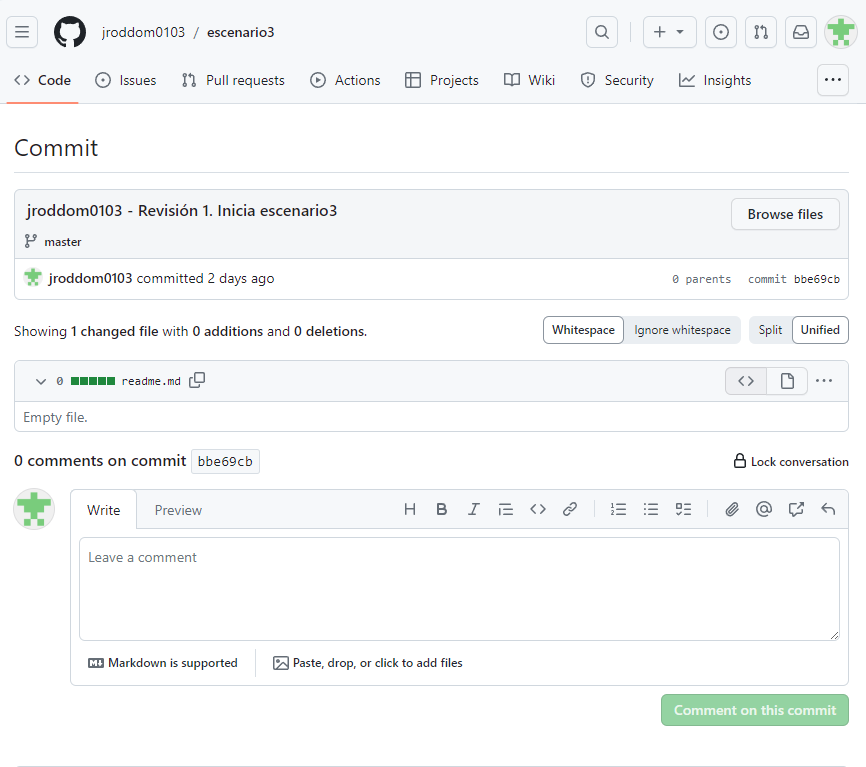 jroddom0103 / escenario3
Code Issues Pull requests Actions Projects Wiki Security Insights
Commit
jroddom0103 - Revisión 1. Inicia escenario3
Browse files
master
jroddom0103 committed 2 days ago 0 parents commit bbe69cb
Showing 1 changed file with 0 additions and 0 deletions.
Whitespace Ignore whitespace Split Unified
0 readme.md
Empty file.
0 comments on commit bbe69cb
Lock conversation
Write Preview
Leave a comment
Markdown is supported
Paste, drop, or click to add files
Comment on this commit